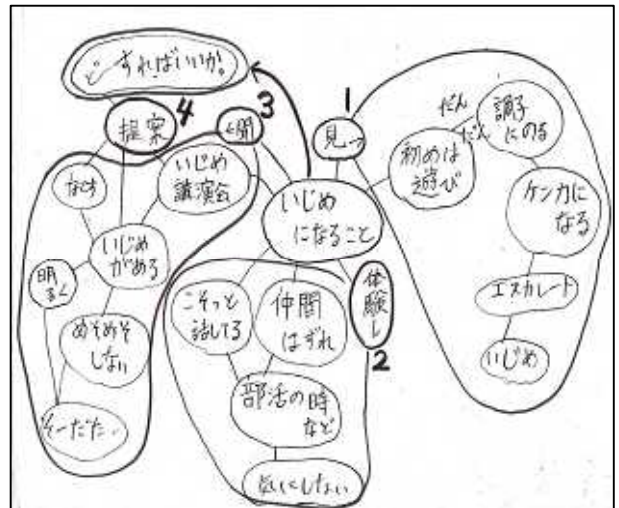 どーすればいいか。
4
提案
3
聞
1
見
いじめ
講演会
なくす
いじめ
がある
明
るく
めそめそ
しない
いじめ
になること
初めは
遊び
だん
だん
調子
にのる
ケンカに
なる
エスカレート
いじめ
体験し
2
こそっと
話してる
仲間
はずれ
部活の時
など
気にしない